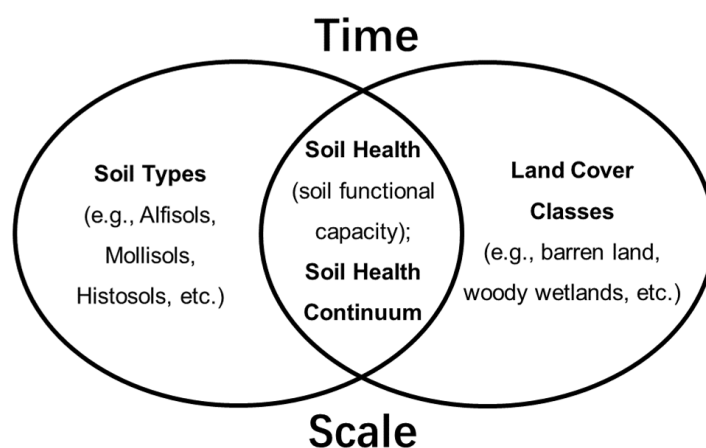 Time
Soil Types
(e.g., Alfisols,
Mollisols,
Histosols, etc.)
Soil Health
(soil functional
capacity);
Soil Health
Continuum
Land Cover
Classes
(e.g., barren land,
woody wetlands, etc.)
Scale